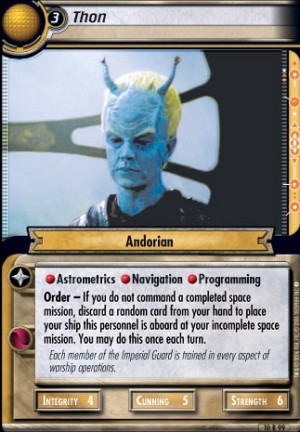 3 Thon
Andorian
Astrometrics Navigation Programming
Order – If you do not command a completed space
mission, discard a random card from your hand to place
your ship this personnel is aboard at your incomplete space
mission. You may do this once each turn.
Each member of the Imperial Guard is trained in every aspect of
warship operations.
INTEGRITY 4 CUNNING 5 STRENGTH 6
10 R 99